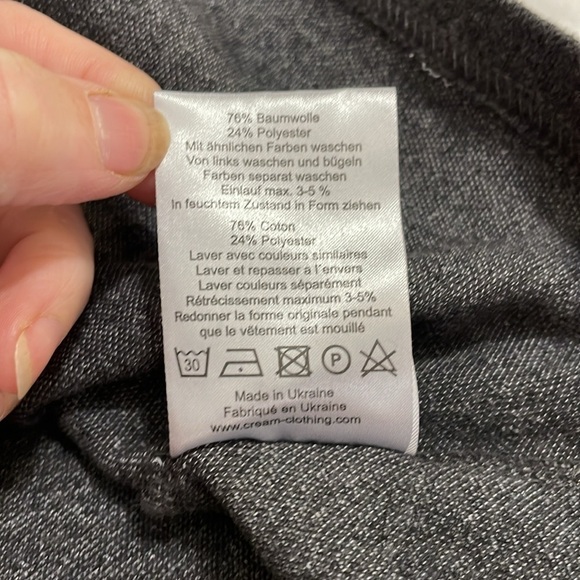 76% Baumwolle
24% Polyester
Mit ähnlichen Farben waschen
Von links waschen und bügeln
Farben separat waschen
Einlauf max. 3-5 %
In feuchtem Zustand in Form ziehen
76% Coton
24% Polyester
Laver avec couleurs similaires
Laver et repasser à l'envers
Laver couleurs séparément
Rétrécissement maximum 3-5%
Redonner la forme originale pendant
que le vêtement est mouillé
30 P
Made in Ukraine
Fabriqué en Ukraine
www.cream-clothing.com